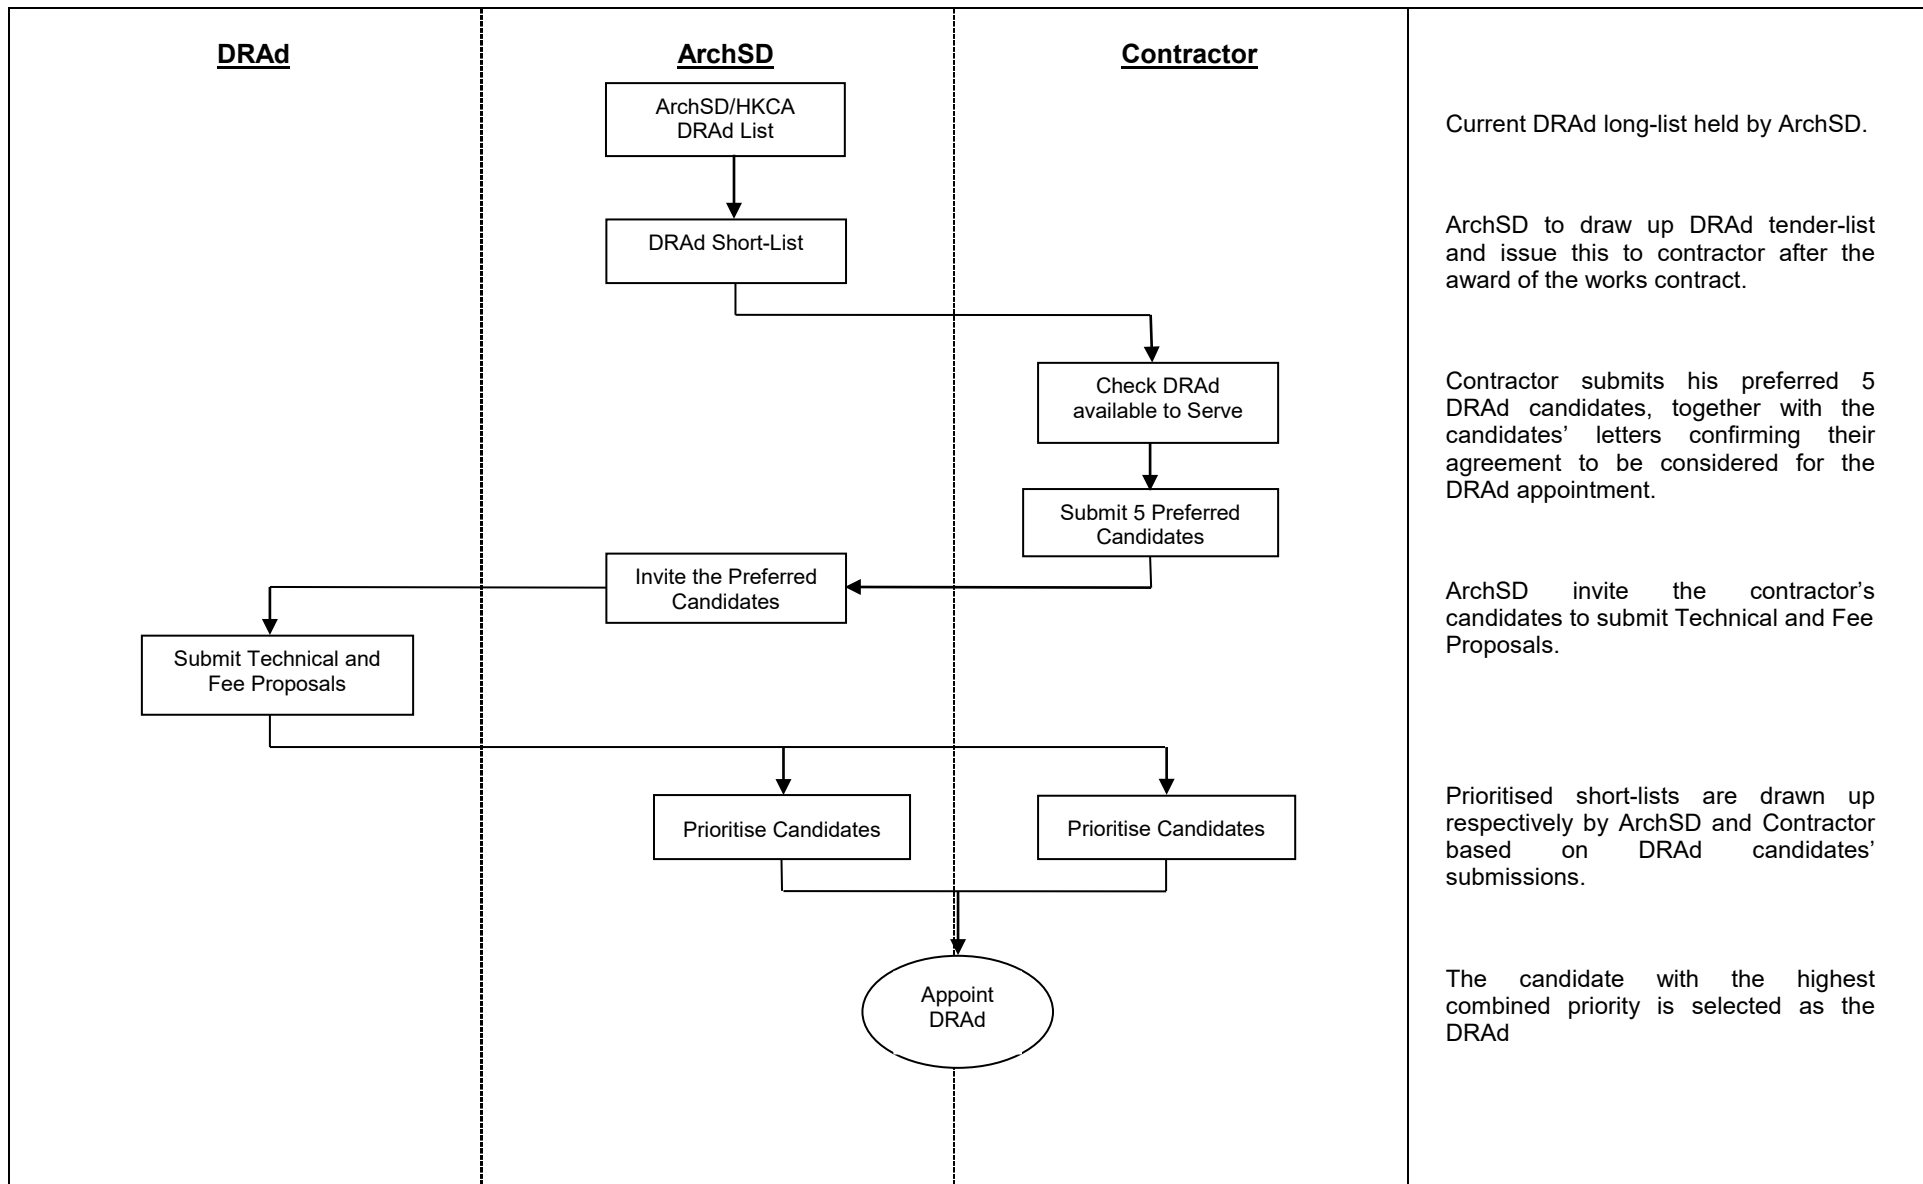 DRAd
ArchSD
Contractor
ArchSD/HKCA
DRAd List
Current DRAd long-list held by ArchSD.
DRAd Short-List
ArchSD to draw up DRAd tender-list
and issue this to contractor after the
award of the works contract.
Check DRAd
available to Serve
Contractor submits his preferred 5
DRAd candidates, together with the
candidates’ letters confirming their
agreement to be considered for the
DRAd appointment.
Submit 5 Preferred
Candidates
Invite the Preferred
Candidates
ArchSD invite the contractor’s
candidates to submit Technical and Fee
Proposals.
Submit Technical and
Fee Proposals
Prioritise Candidates
Prioritise Candidates
Prioritised short-lists are drawn up
respectively by ArchSD and Contractor
based on DRAd candidates’
submissions.
Appoint
DRAd
The candidate with the highest
combined priority is selected as the
DRAd